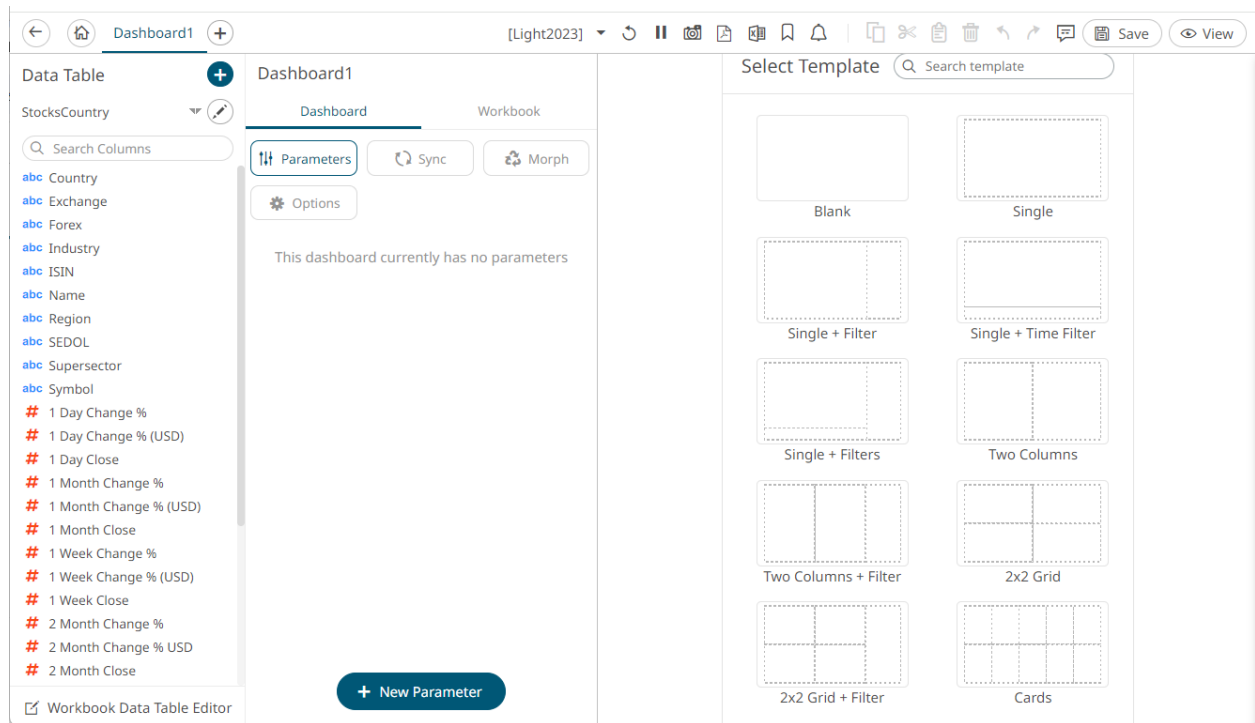 Dashboard1
[Light2023]
Save
View
Data Table
StocksCountry
Search Columns
abc Country
abc Exchange
abc Forex
abc Industry
abc ISIN
abc Name
abc Region
abc SEDOL
abc Supersector
abc Symbol
# 1 Day Change %
# 1 Day Change % (USD)
# 1 Day Close
# 1 Month Change %
# 1 Month Change % (USD)
# 1 Month Close
# 1 Week Change %
# 1 Week Change % (USD)
# 1 Week Close
# 2 Month Change %
# 2 Month Change % USD
# 2 Month Close
Workbook Data Table Editor
Dashboard1
Dashboard
Workbook
Parameters
Sync
Morph
Options
This dashboard currently has no parameters
+ New Parameter
Select Template
Search template
Blank
Single
Single + Filter
Single + Time Filter
Single + Filters
Two Columns
Two Columns + Filter
2x2 Grid
2x2 Grid + Filter
Cards